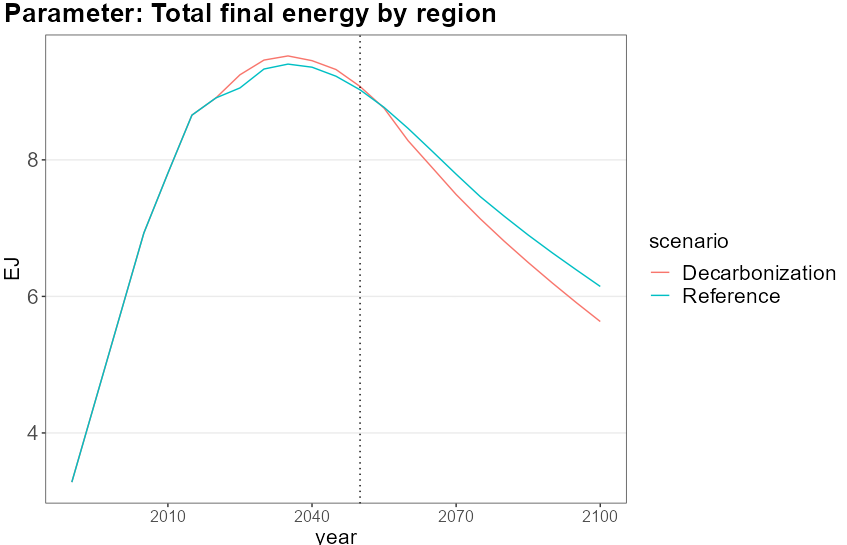 Parameter: Total final energy by region
EJ
8
6
4
2010 2040 2070 2100
year
scenario
Decarbonization
Reference